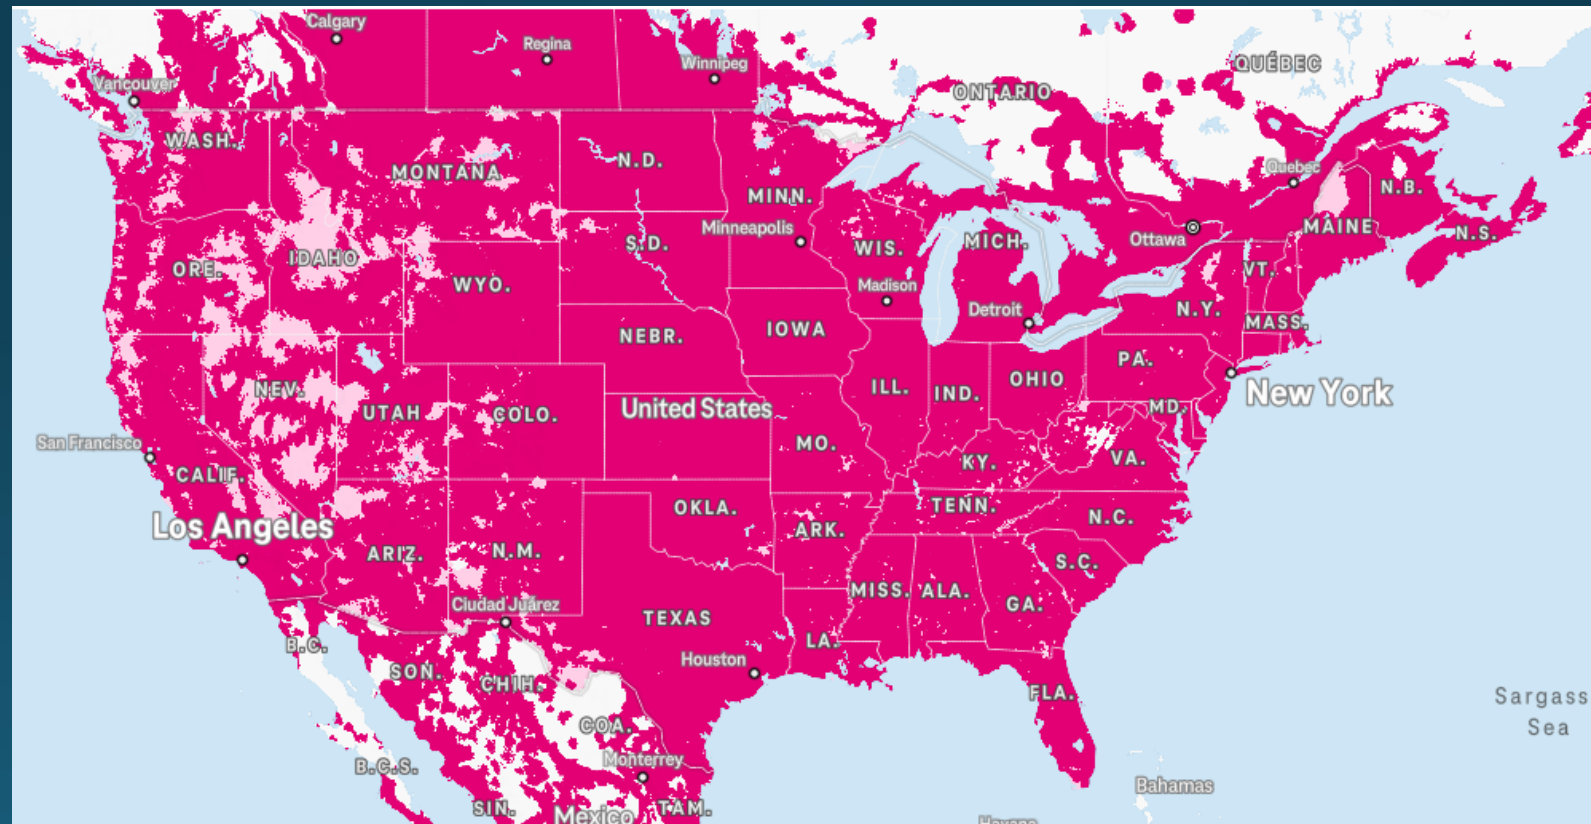 Calgary
Regina
Winnipeg
Vancouver
ONTARIO
QUÉBEC
WASH.
MONTANA
N.D.
MINN.
Quebec
N.B.
Minneapolis
Ottawa
MAINE
N.S.
ORE.
IDAHO
S.D.
WIS.
MICH.
VT.
WYO.
Madison
Detroit
N.Y.
MASS.
NEBR.
IOWA
PA.
NEV.
UTAH
COLO.
United States
ILL.
IND.
OHIO
MD.
New York
San Francisco
CALIF.
MO.
KY.
VA.
Los Angeles
ARIZ.
N.M.
OKLA.
ARK.
TENN.
N.C.
S.C.
Ciudad Juárez
TEXAS
MISS.
ALA.
GA.
B.C.
SON.
CHIH.
Houston
LA.
FLA.
Sargass
Sea
COA.
B.C.S.
Monterrey
Bahamas
SIN.
Mexico
TAM.
Havana